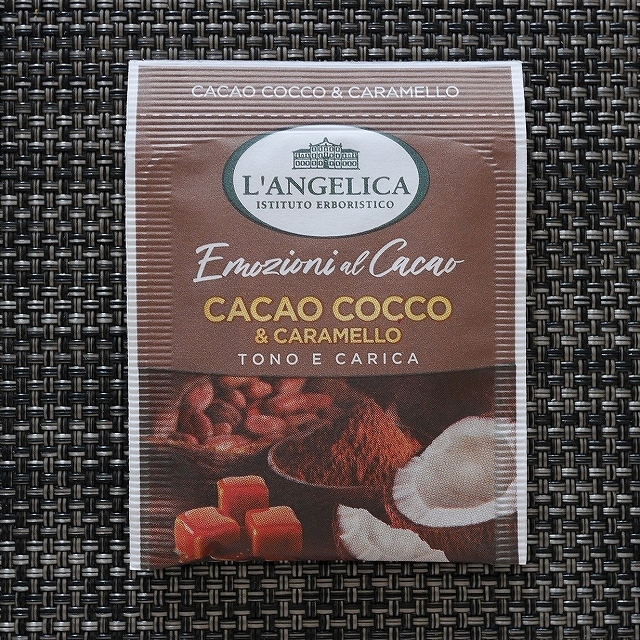 CACAO COCCO & CARAMELLO
L'ANGELICA
ISTITUTO ERBORISTICO
Emozioni al Cacao
CACAO COCCO
& CARAMELLO
TONO E CARICA